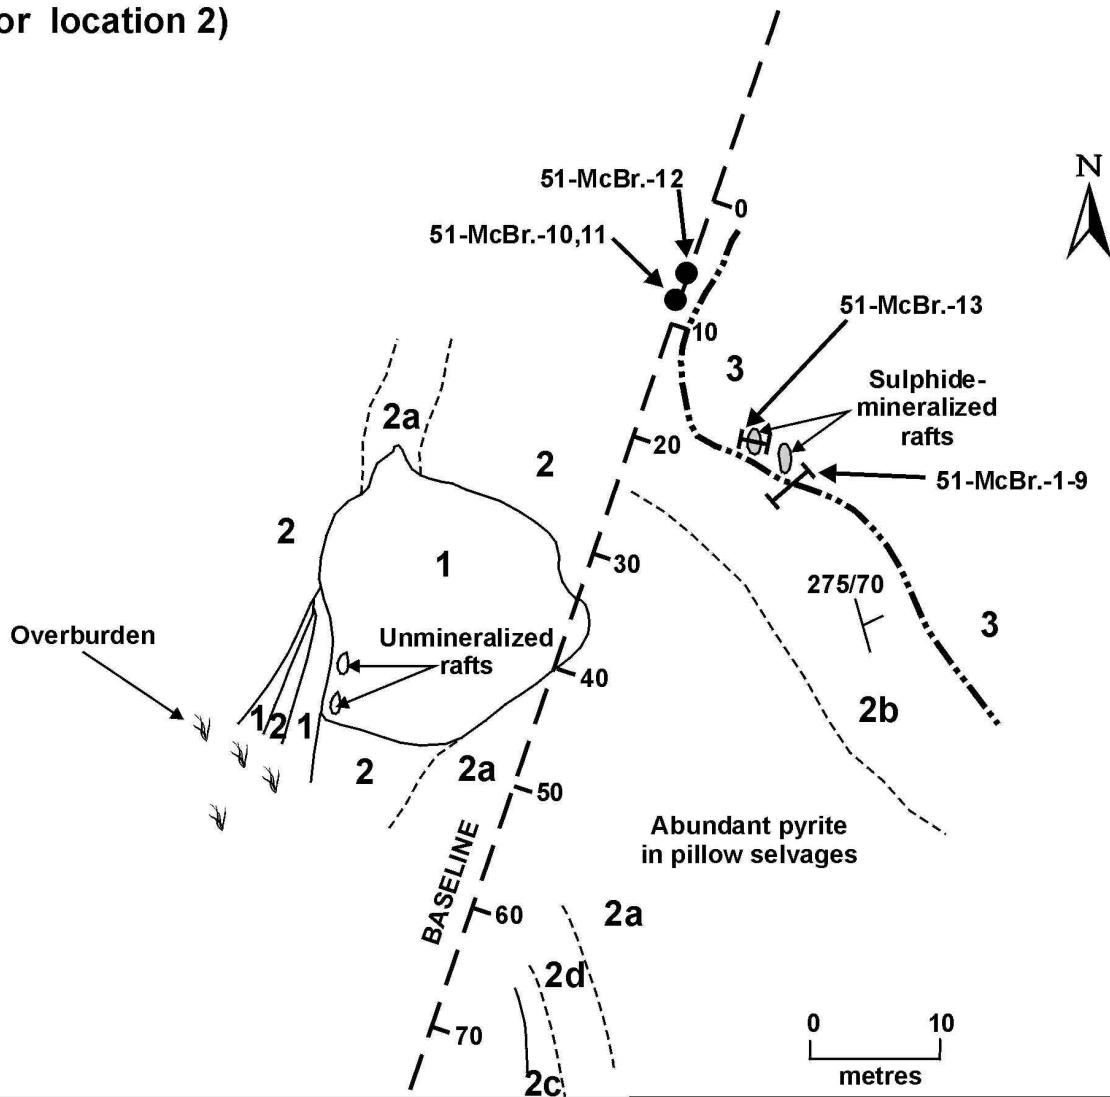 or location 2)
N
51-McBr.-12
0
51-McBr.-10,11
51-McBr.-13
10
3
Sulphide-
mineralized
rafts
2a
20
2
51-McBr.-1-9
2
1
30
275/70
3
Overburden
Unmineralized
rafts
40
2b
1
2
1
2
2a
50
Abundant pyrite
in pillow selvages
BASELINE
60
2a
2d
70
0
10
metres
2c